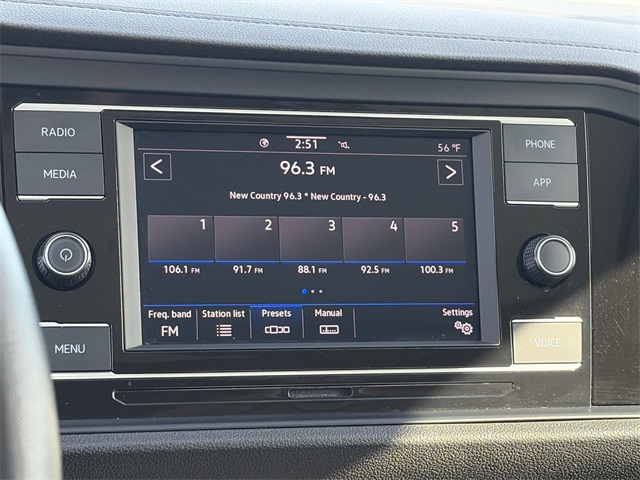 RADIO
MEDIA
MENU
2:51
56 °F
96.3 FM
New Country 96.3 * New Country - 96.3
1 2 3 4 5
106.1 FM 91.7 FM 88.1 FM 92.5 FM 100.3 FM
Freq. band Station list Presets Manual Settings
FM
PHONE
APP
VOICE